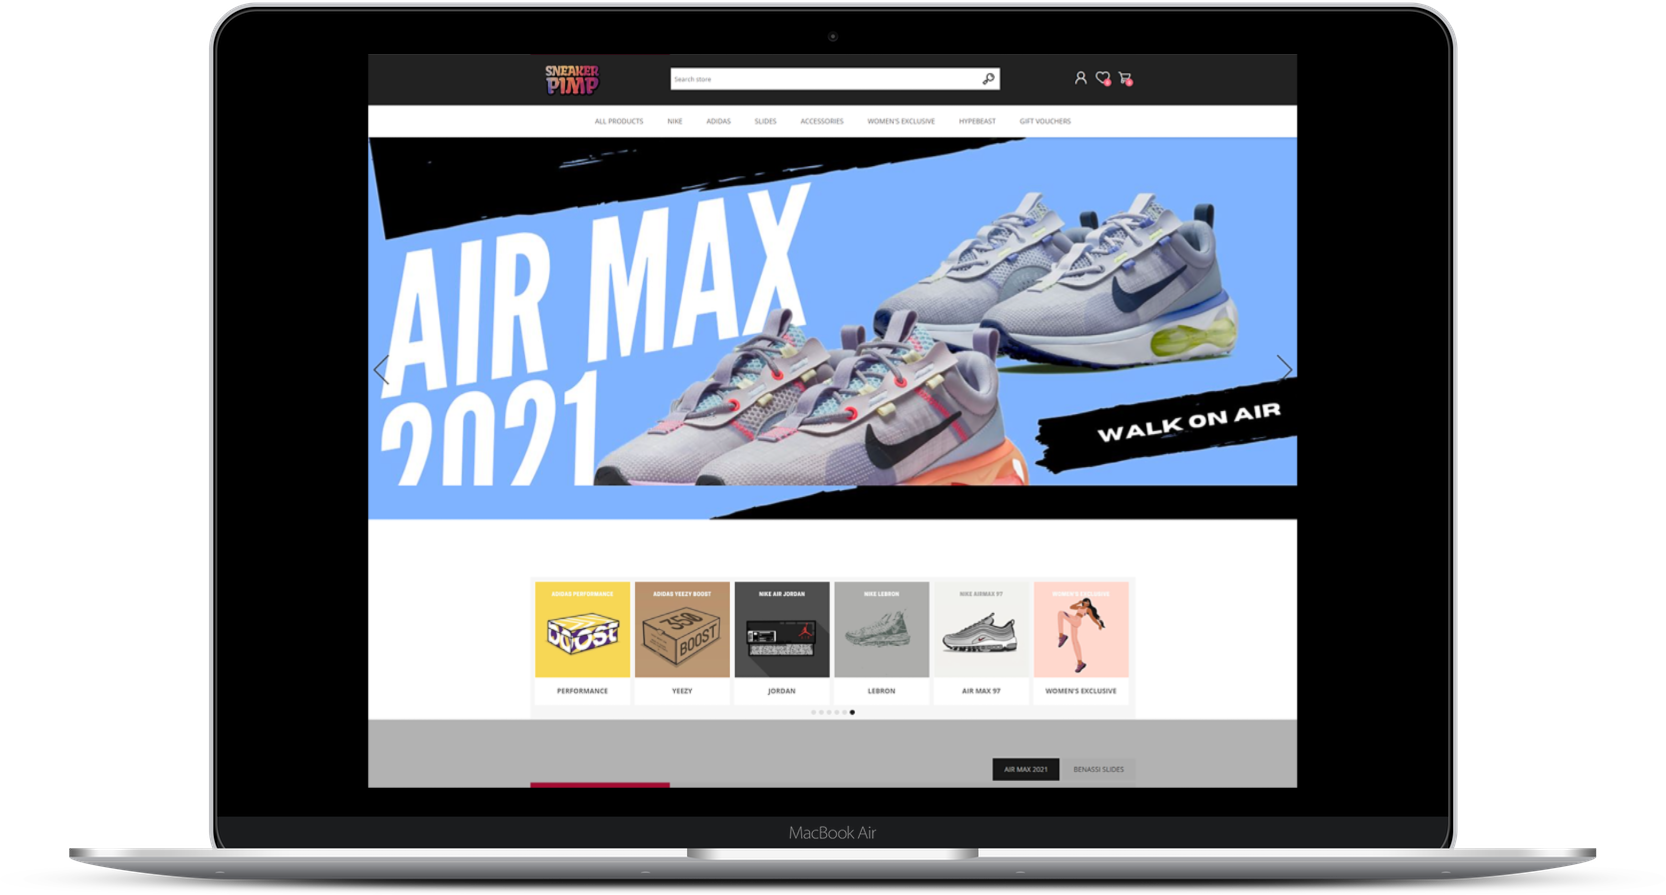 SNEAKER
PIMP
Search store
ALL PRODUCTS NIKE ADIDAS SLIDES ACCESSORIES WOMEN'S EXCLUSIVE HYPEBEAST GIFT VOUCHERS
AIR MAX
2021
WALK ON AIR
ADIDAS PERFORMANCE ADIDAS YEEZY BOOST NIKE AIR JORDAN NIKE LEBRON NIKE AIRMAX 97 WOMEN'S EXCLUSIVE
BOOST
350
BOOST
PERFORMANCE YEEZY JORDAN LEBRON AIR MAX 97 WOMEN'S EXCLUSIVE
AIR MAX 2021 BENASSI SLIDES
MacBook Air